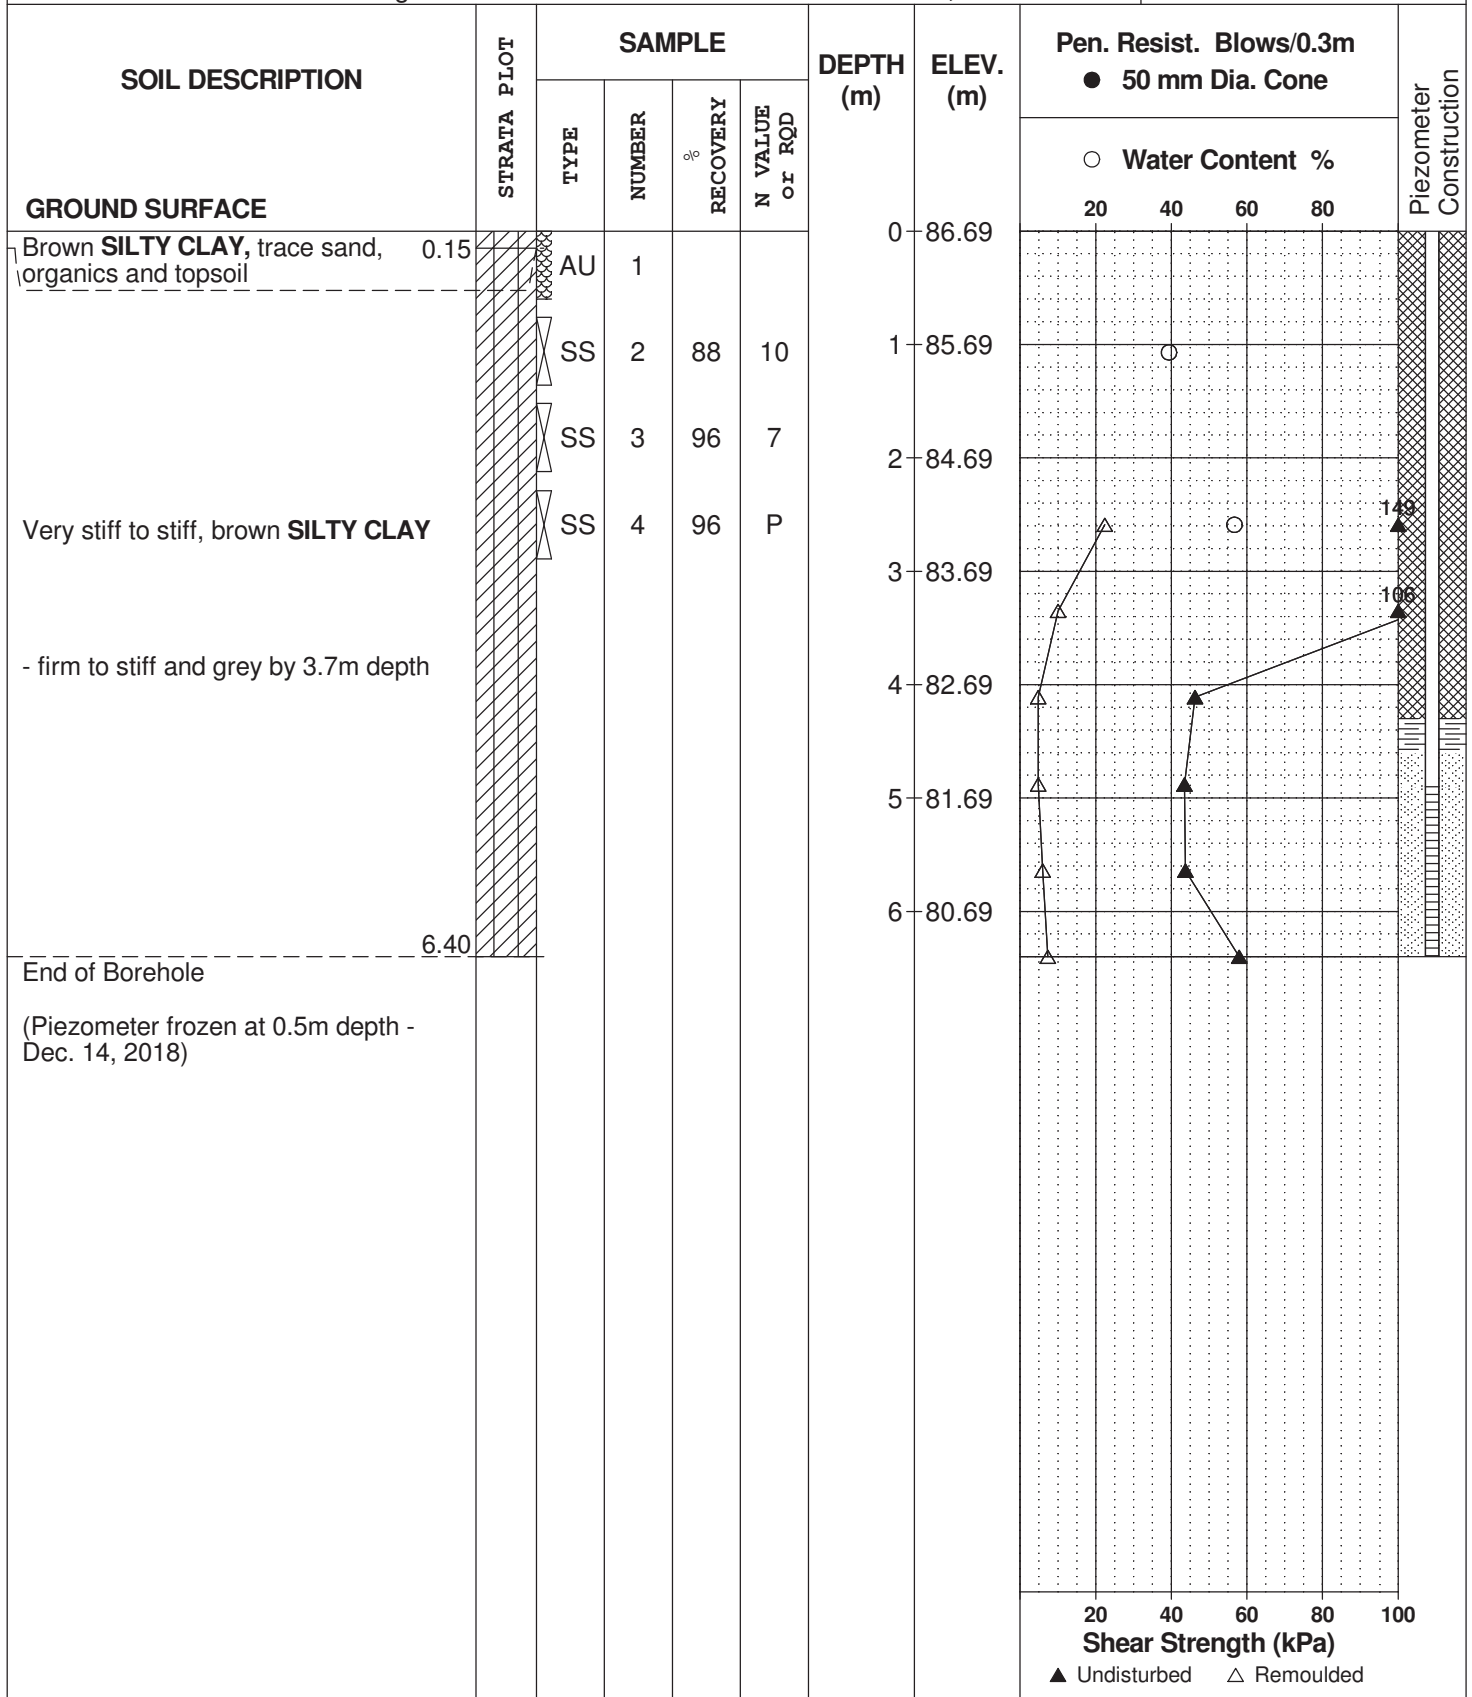 SOIL DESCRIPTION
GROUND SURFACE
STRATA PLOT
SAMPLE
TYPE
NUMBER
%
RECOVERY
N VALUE
or RQD
DEPTH
(m)
ELEV.
(m)
Pen. Resist. Blows/0.3m
● 50 mm Dia. Cone
○ Water Content %
20 40 60 80
Piezometer
Construction
0 86.69
Brown SILTY CLAY, trace sand, 0.15
organics and topsoil
AU 1
1 85.69
SS 2 88 10
SS 3 96 7
2 84.69
149
Very stiff to stiff, brown SILTY CLAY
SS 4 96 P
3 83.69
106
- firm to stiff and grey by 3.7m depth
4 82.69
5 81.69
6 80.69
6.40
End of Borehole
(Piezometer frozen at 0.5m depth -
Dec. 14, 2018)
20 40 60 80 100
Shear Strength (kPa)
▲ Undisturbed △ Remoulded